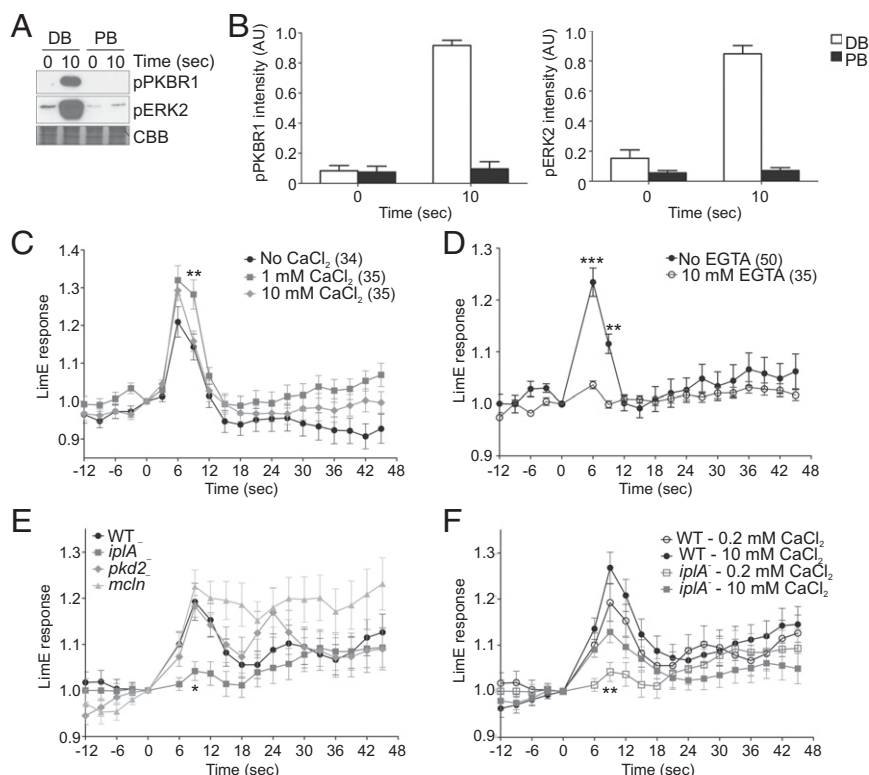 A
DB PB
0 10 0 10 Time (sec)
pPKBR1
pERK2
CBB
B
pPKBR1 intensity (AU)
1.0
0.8
0.6
0.4
0.2
0
0 10
Time (sec)
pERK2 intensity (AU)
1.0
0.8
0.6
0.4
0.2
0
0 10
Time (sec)
DB
PB
C
LimE response
1.4
1.3
1.2
1.1
1.0
0.9
**
No CaCl₂ (34)
1 mM CaCl₂ (35)
10 mM CaCl₂ (35)
-12 -6 0 6 12 18 24 30 36 42 48
Time (sec)
D
LimE response
1.3
1.2
1.1
1.0
0.9
***
**
No EGTA (50)
10 mM EGTA (35)
-12 -6 0 6 12 18 24 30 36 42 48
Time (sec)
E
LimE response
1.3
1.2
1.1
1.0
0.9
WT
iplA⁻
pkd2⁻
mcln⁻
*
-12 -6 0 6 12 18 24 30 36 42 48
Time (sec)
F
LimE response
1.3
1.2
1.1
1.0
0.9
WT - 0.2 mM CaCl₂
WT - 10 mM CaCl₂
iplA⁻ - 0.2 mM CaCl₂
iplA⁻ - 10 mM CaCl₂
**
-12 -6 0 6 12 18 24 30 36 42 48
Time (sec)